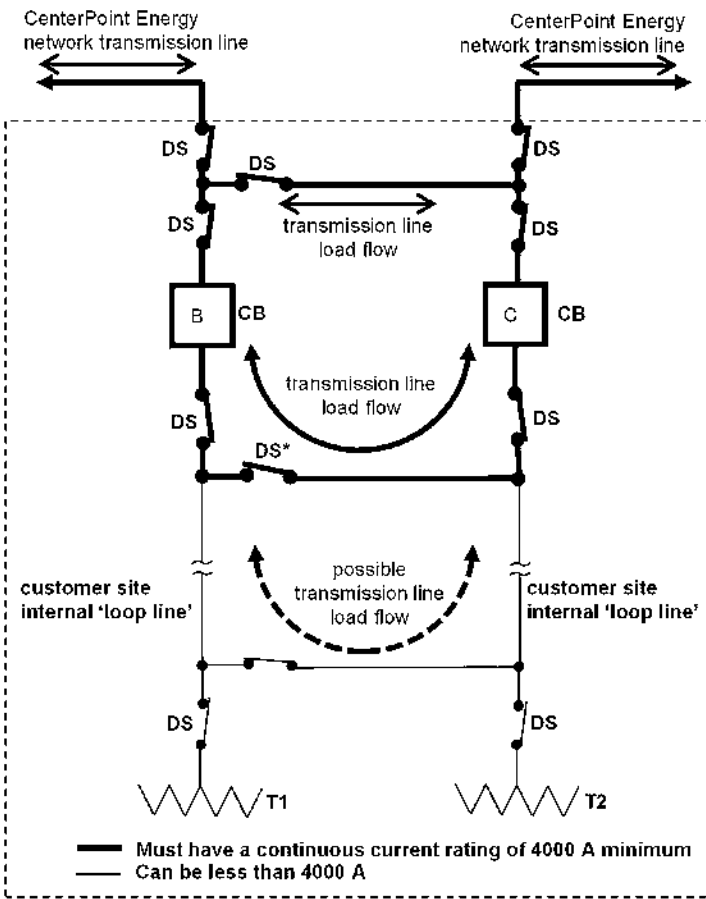 CenterPoint Energy
network transmission line
CenterPoint Energy
network transmission line
DS
DS
DS
DS
DS
transmission line
load flow
B
CB
C
CB
transmission line
load flow
DS
DS
DS*
customer site
internal ‘loop line’
possible
transmission line
load flow
customer site
internal ‘loop line’
DS
DS
T1
T2
Must have a continuous current rating of 4000 A minimum
Can be less than 4000 A